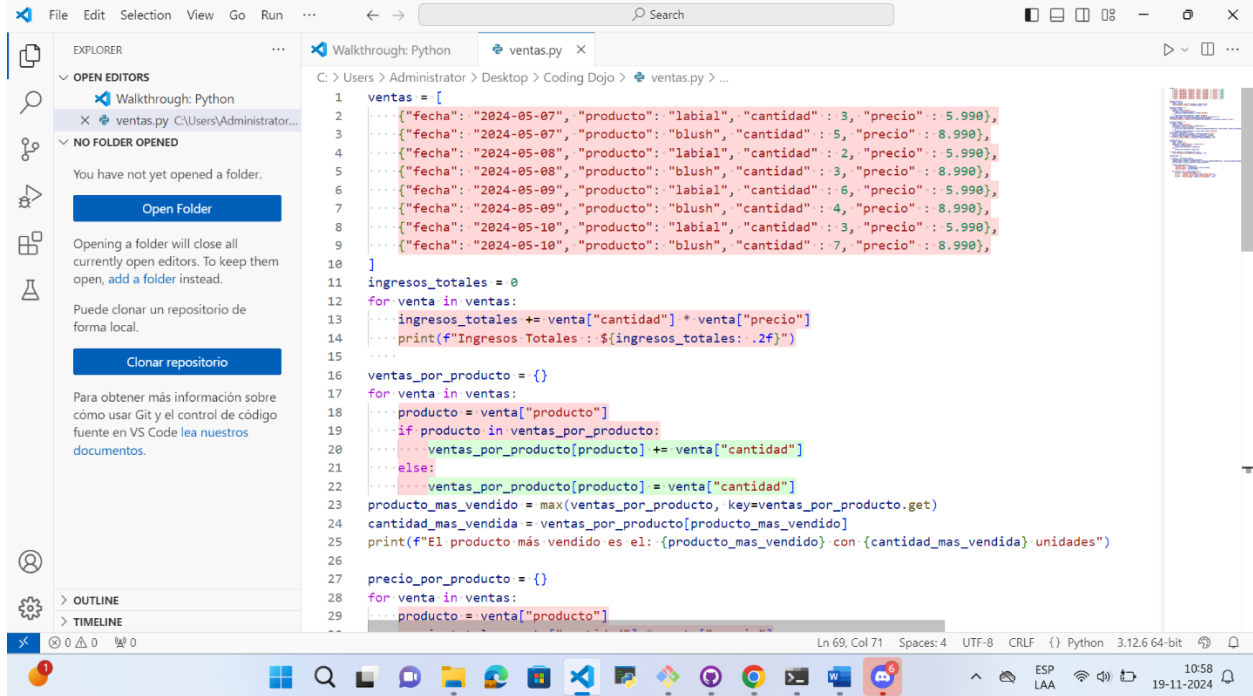 File Edit Selection View Go Run ··· Search
EXPLORER ···
OPEN EDITORS
Walkthrough: Python
ventas.py C:\Users\Administrator...
NO FOLDER OPENED
You have not yet opened a folder.
Open Folder
Opening a folder will close all
currently open editors. To keep them
open, add a folder instead.
Puede clonar un repositorio de
forma local.
Clonar repositorio
Para obtener más información sobre
cómo usar Git y el control de código
fuente en VS Code lea nuestros
documentos.
OUTLINE
TIMELINE
Walkthrough: Python ventas.py
C: > Users > Administrator > Desktop > Coding Dojo > ventas.py > ...
1 ventas = [
2 {"fecha": "2024-05-07", "producto": "labial", "cantidad" : 3, "precio" : 5.990},
3 {"fecha": "2024-05-07", "producto": "blush", "cantidad" : 5, "precio" : 8.990},
4 {"fecha": "2024-05-08", "producto": "labial", "cantidad" : 2, "precio" : 5.990},
5 {"fecha": "2024-05-08", "producto": "blush", "cantidad" : 3, "precio" : 8.990},
6 {"fecha": "2024-05-09", "producto": "labial", "cantidad" : 6, "precio" : 5.990},
7 {"fecha": "2024-05-09", "producto": "blush", "cantidad" : 4, "precio" : 8.990},
8 {"fecha": "2024-05-10", "producto": "labial", "cantidad" : 3, "precio" : 5.990},
9 {"fecha": "2024-05-10", "producto": "blush", "cantidad" : 7, "precio" : 8.990},
10 ]
11 ingresos_totales = 0
12 for venta in ventas:
13 ingresos_totales += venta["cantidad"] * venta["precio"]
14 print(f"Ingresos Totales : ${ingresos_totales: .2f}")
15
16 ventas_por_producto = {}
17 for venta in ventas:
18 producto = venta["producto"]
19 if producto in ventas_por_producto:
20 ventas_por_producto[producto] += venta["cantidad"]
21 else:
22 ventas_por_producto[producto] = venta["cantidad"]
23 producto_mas_vendido = max(ventas_por_producto, key=ventas_por_producto.get)
24 cantidad_mas_vendida = ventas_por_producto[producto_mas_vendido]
25 print(f"El producto más vendido es el: {producto_mas_vendido} con {cantidad_mas_vendida} unidades")
26
27 precio_por_producto = {}
28 for venta in ventas:
29 producto = venta["producto"]
0 0 0 Ln 69, Col 71 Spaces: 4 UTF-8 CRLF {} Python 3.12.6 64-bit
1 6 ESP LAA 10:58
19-11-2024